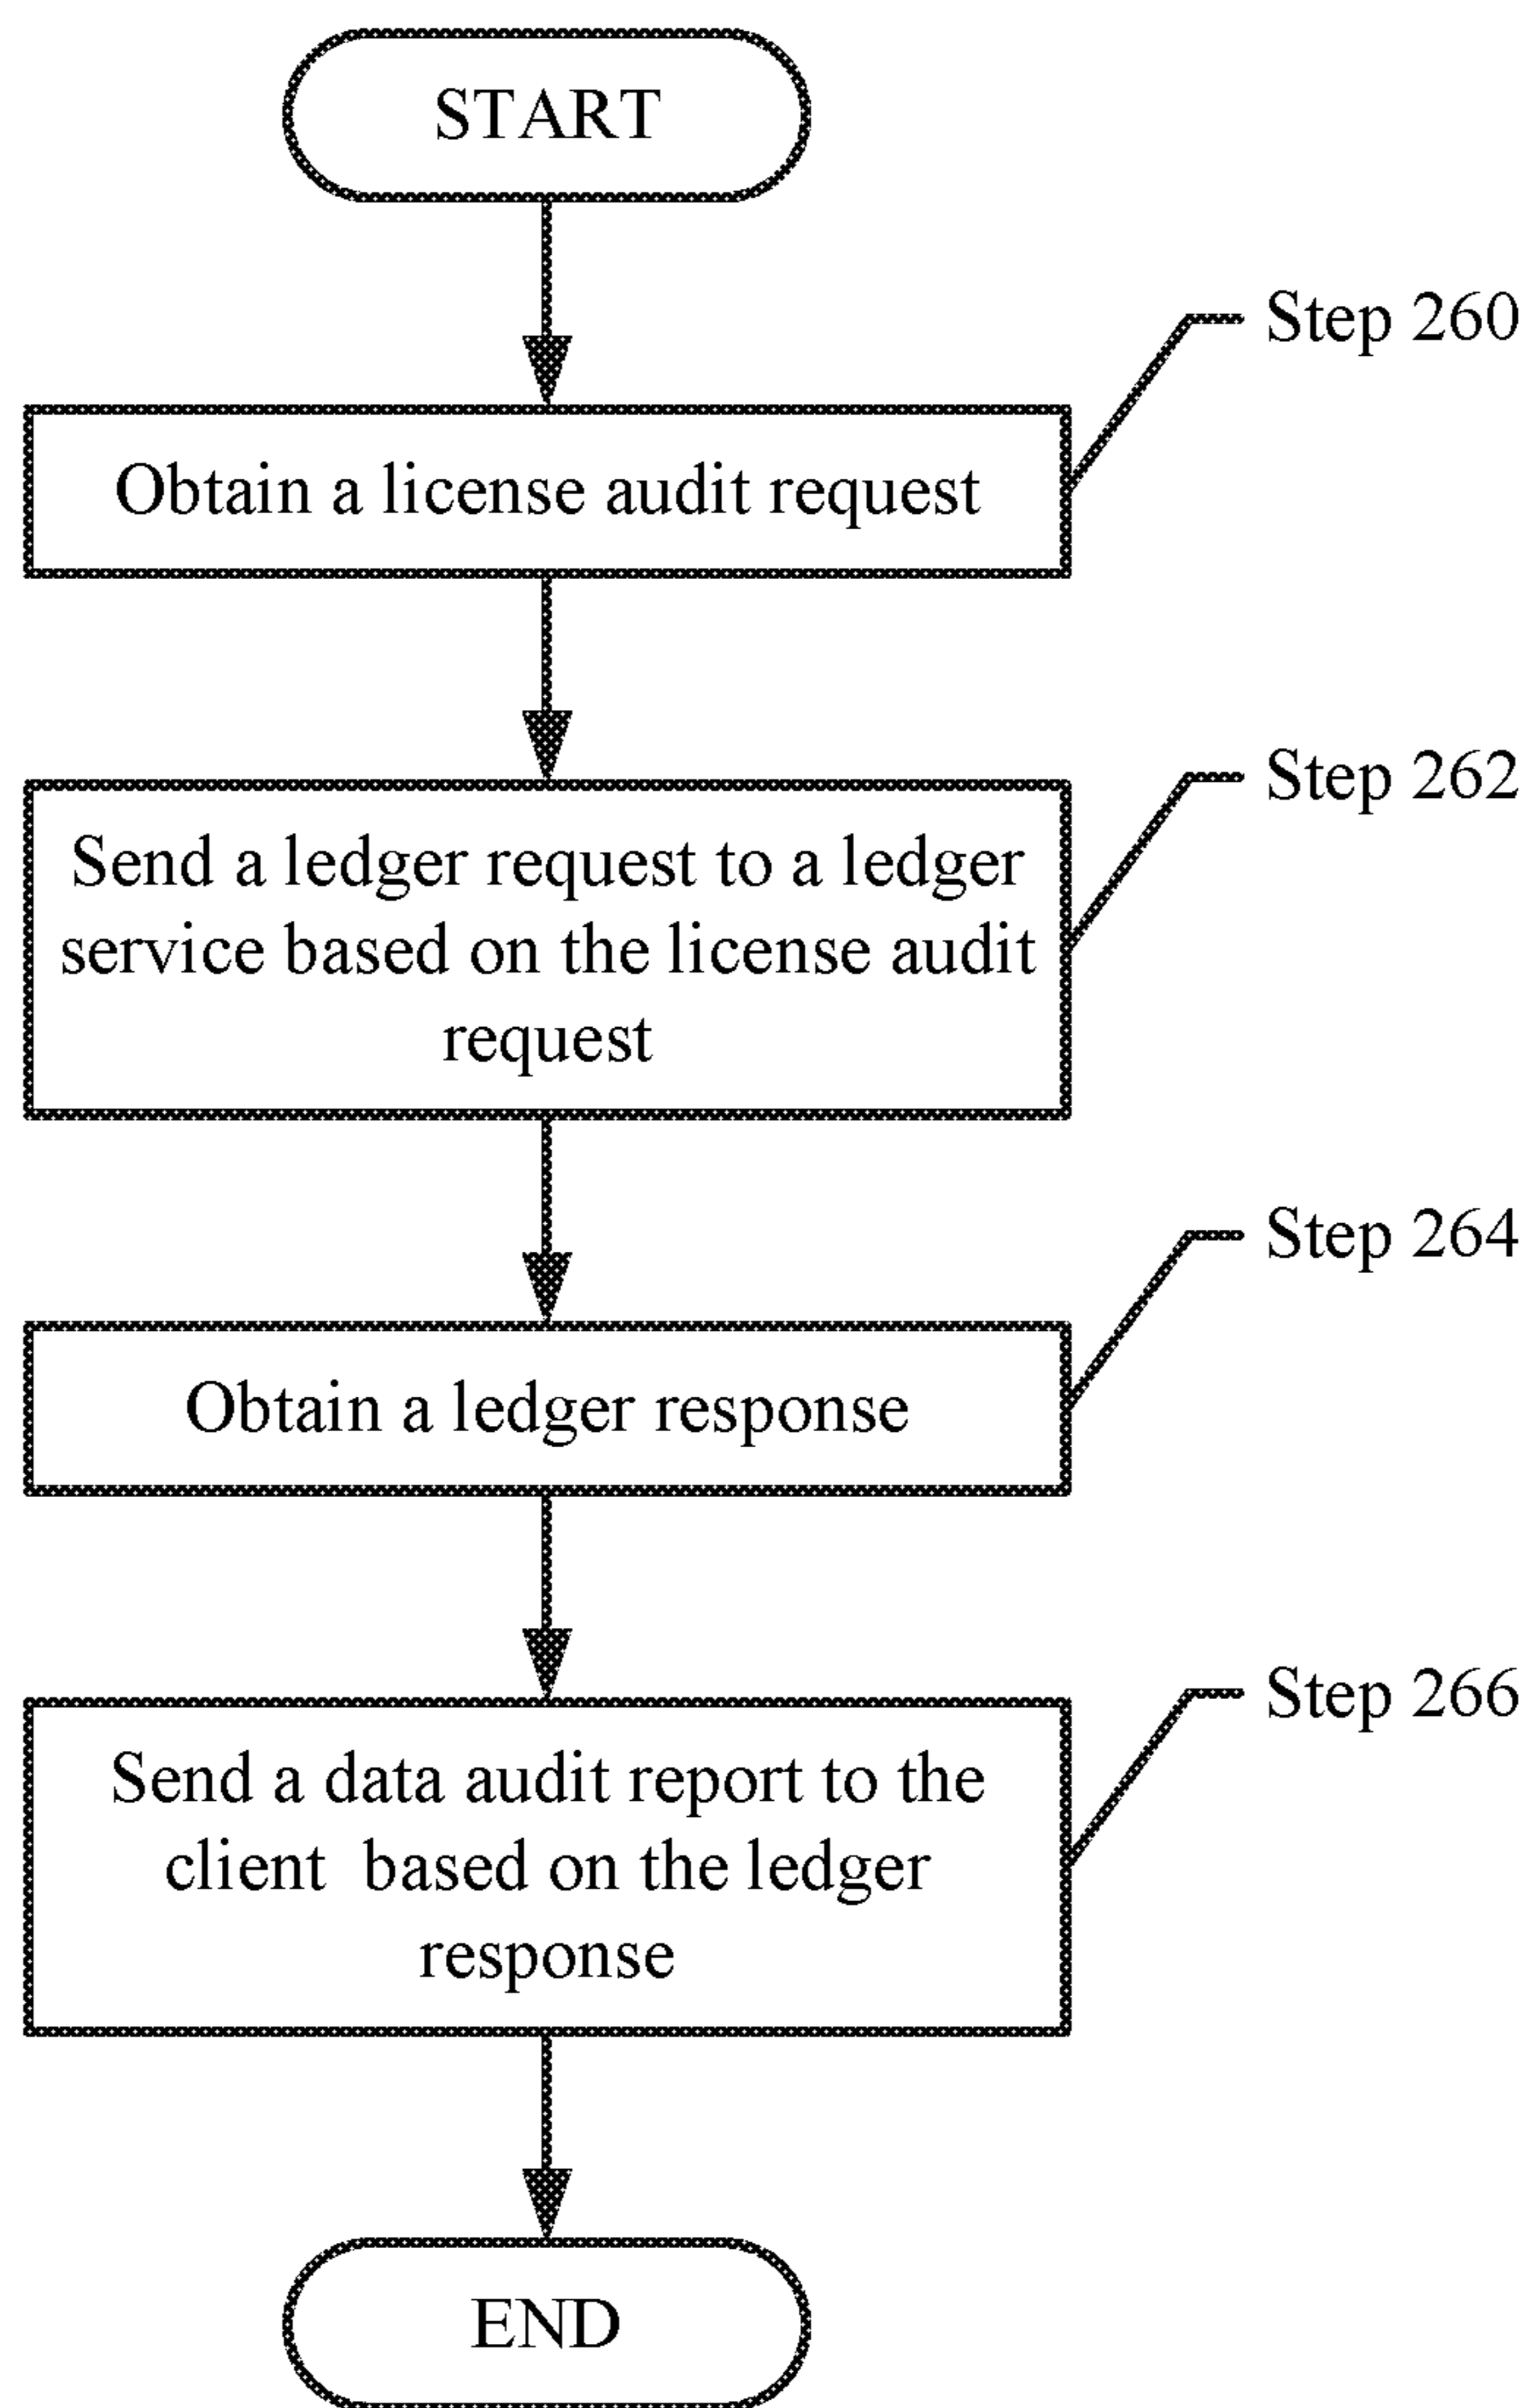 START
Step 260
Obtain a license audit request
Step 262
Send a ledger request to a ledger
service based on the license audit
request
Step 264
Obtain a ledger response
Step 266
Send a data audit report to the
client  based on the ledger
response
END